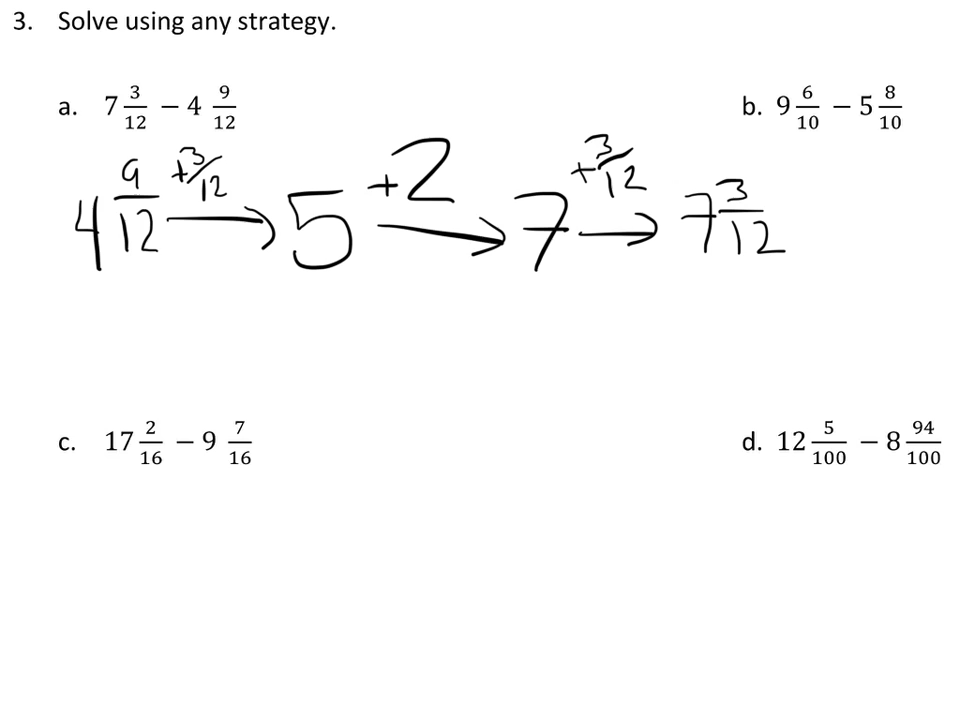 3. Solve using any strategy.
a. 7 3/12 − 4 9/12
b. 9 6/10 − 5 8/10
+3/12 +2 +3/12
4 9/12 → 5 → 7 → 7 3/12
c. 17 2/16 − 9 7/16
d. 12 5/100 − 8 94/100